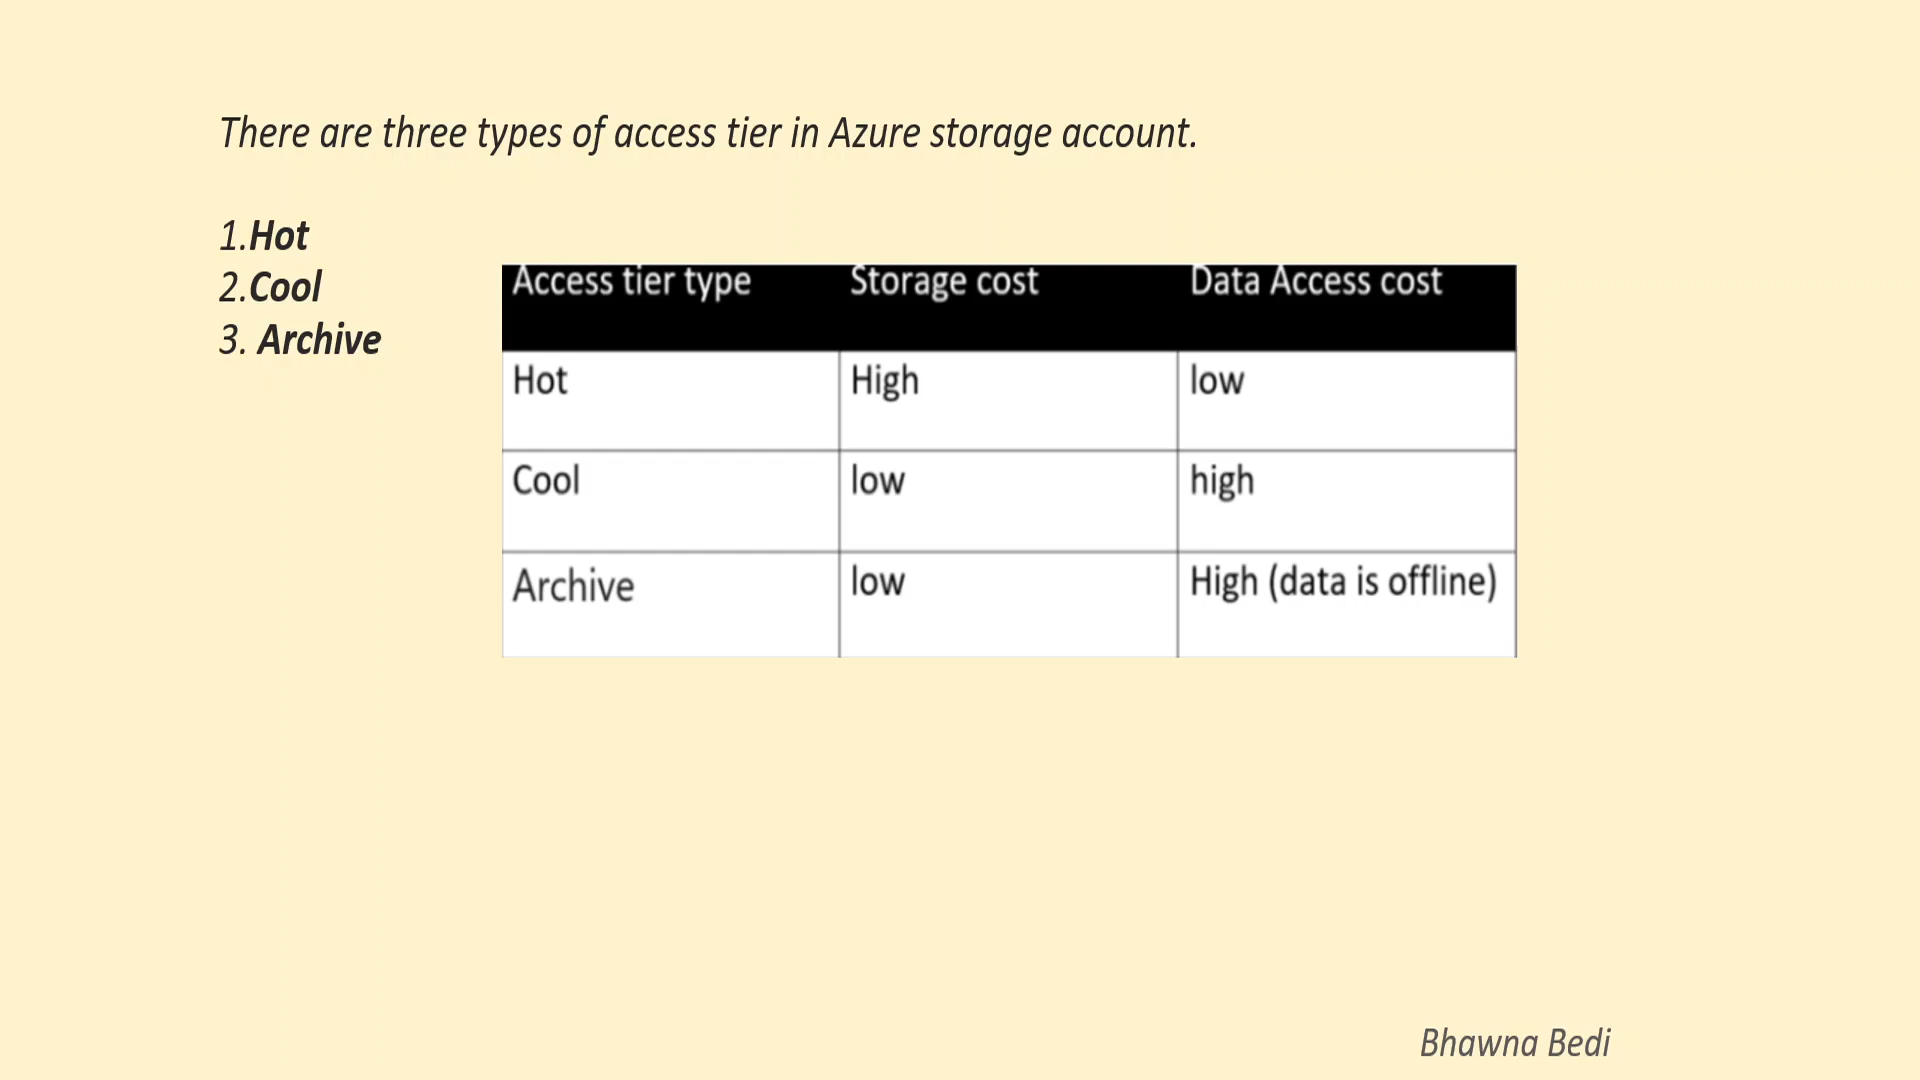 There are three types of access tier in Azure storage account.
1.Hot
2.Cool
3. Archive
Access tier type Storage cost Data Access cost
Hot High low
Cool low high
Archive low High (data is offline)
Bhawna Bedi